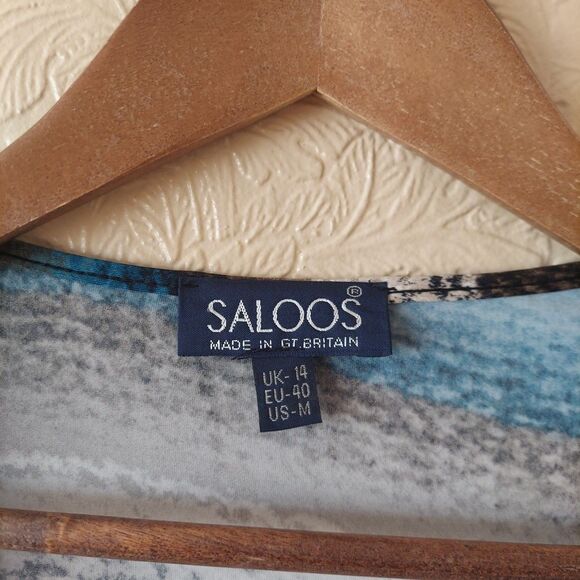 SALOOS®
MADE IN GT.BRITAIN
UK-14
EU-40
US-M